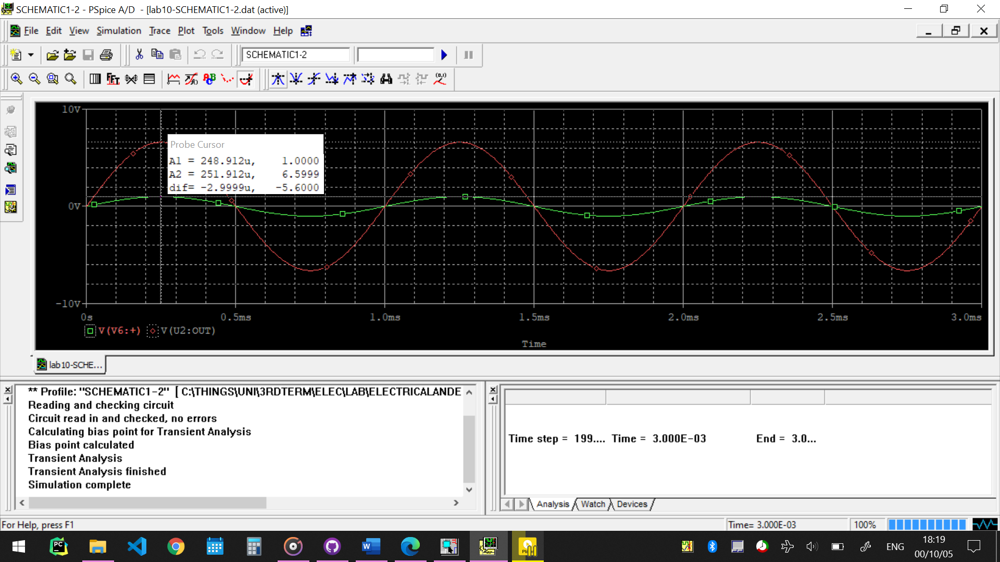 SCHEMATIC1-2 - PSpice A/D - [lab10-SCHEMATIC1-2.dat (active)]
File Edit View Simulation Trace Plot Tools Window Help
SCHEMATIC1-2
10V
0V
-10V
Probe Cursor
A1 = 248.912u, 1.0000
A2 = 251.912u, 6.5999
dif= -2.9999u, -5.6000
0s 0.5ms 1.0ms 1.5ms 2.0ms 2.5ms 3.0ms
V(V6:+) V(U2:OUT)
Time
lab10-SCHE...
** Profile: "SCHEMATIC1-2" [ C:\THINGS\UNI\3RDTERM\ELEC\LAB\ELECTRICALANDE
Reading and checking circuit
Circuit read in and checked, no errors
Calculating bias point for Transient Analysis
Bias point calculated
Transient Analysis
Transient Analysis finished
Simulation complete
Time step = 199.... Time = 3.000E-03 End = 3.0...
Analysis Watch Devices
For Help, press F1
Time= 3.000E-03 100%
ENG
18:19
00/10/05